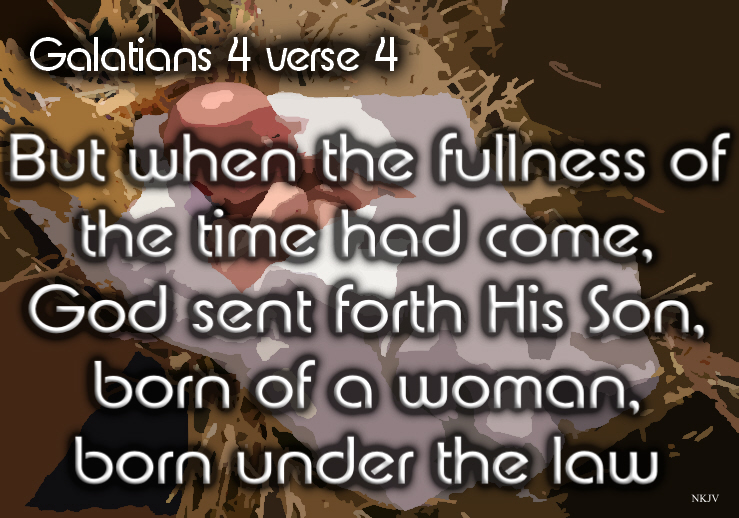 Galatians 4 verse 4
But when the fullness of
the time had come,
God sent forth His Son,
born of a woman,
born under the law
NKJV